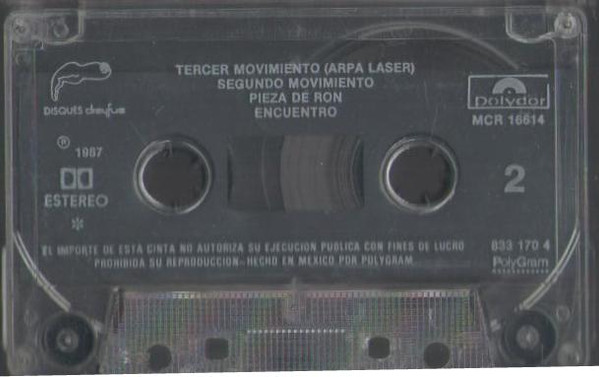 TERCER MOVIMIENTO (ARPA LASER)
SEGUNDO MOVIMIENTO
PIEZA DE RON
ENCUENTRO
DISQUES dreyfus
Polydor
MCR 16614
℗ 1987
2
ESTEREO
*
EL IMPORTE DE ESTA CINTA NO AUTORIZA SU EJECUCION PUBLICA CON FINES DE LUCRO
PROHIBIDA SU REPRODUCCION-HECHO EN MEXICO POR POLYGRAM
833 170 4
PolyGram